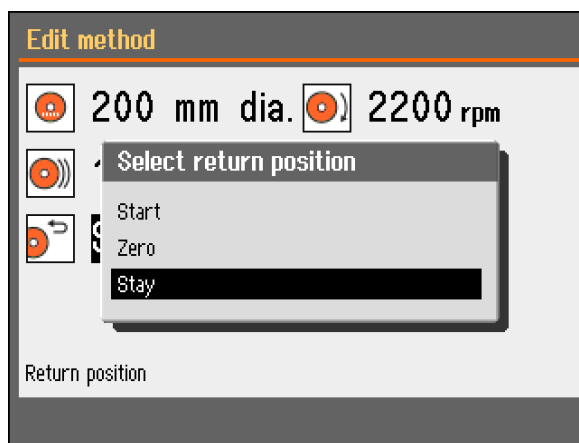 Edit method
200 mm dia. 2200 rpm
Select return position
Start
Zero
Stay
Return position